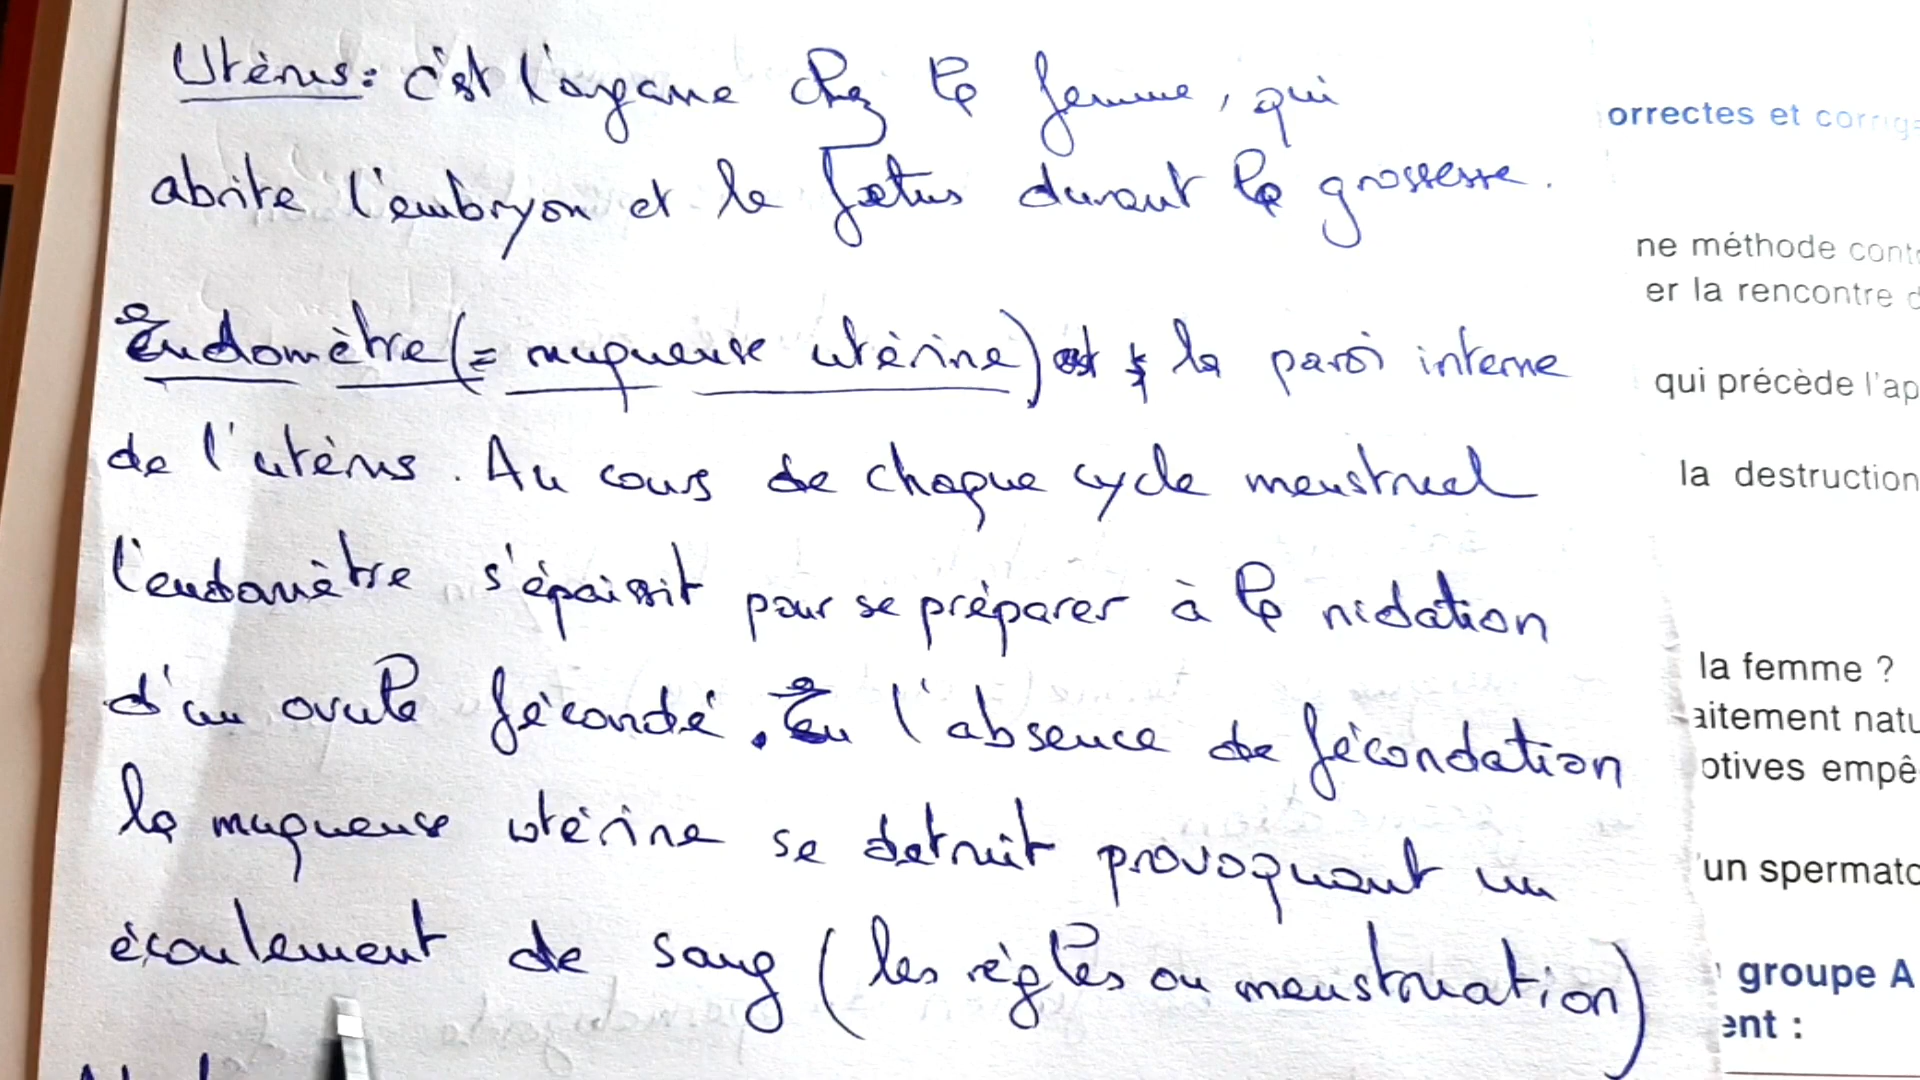 Utérus: c'est l'organe chez la femme, qui
abrite l'embryon et le fœtus durant la grossesse.
Endomètre (= muqueuse utérine) est la paroi interne
de l'utérus. Au cours de chaque cycle menstruel
l'endomètre s'épaissit pour se préparer à la nidation
d'un ovule fécondé. En l'absence de fécondation
la muqueuse utérine se detruit provoquant un
écoulement de sang (les règles ou menstruation)
orrectes et corrig
ne méthode cont
er la rencontre d
qui précède l'ap
la destruction
la femme ?
aitement natu
otives empê
'un spermato
groupe A
ent :